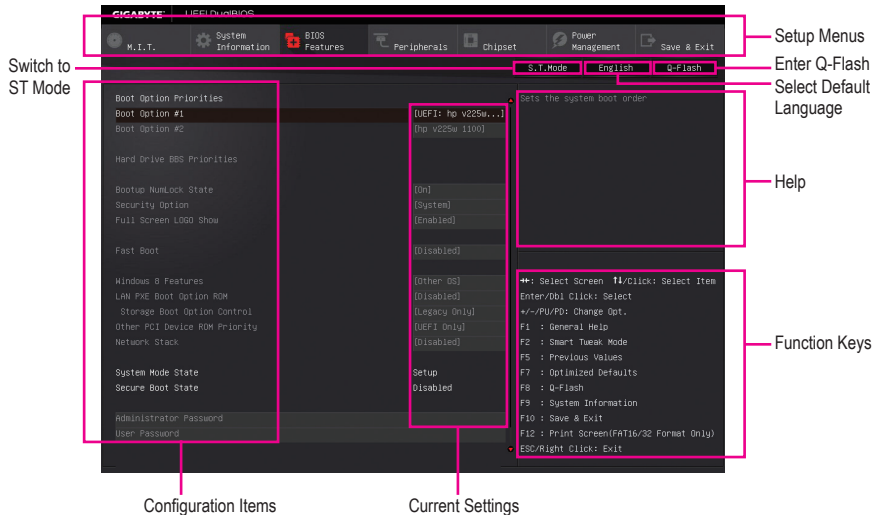 GIGABYTE UEFI DualBIOS
M.I.T. System Information BIOS Features Peripherals Chipset Power Management Save & Exit
Setup Menus
S.T.Mode English Q-Flash
Switch to ST Mode
Enter Q-Flash
Select Default Language
Boot Option Priorities
Boot Option #1 [UEFI: hp v225w...]
Boot Option #2 [hp v225w 1100]
Hard Drive BBS Priorities
Bootup NumLock State [On]
Security Option [System]
Full Screen LOGO Show [Enabled]
Fast Boot [Disabled]
Windows 8 Features [Other OS]
LAN PXE Boot Option ROM [Disabled]
Storage Boot Option Control [Legacy Only]
Other PCI Device ROM Priority [UEFI Only]
Network Stack [Disabled]
System Mode State Setup
Secure Boot State Disabled
Administrator Password
User Password
Sets the system boot order
Help
→←: Select Screen ↑↓/Click: Select Item
Enter/Dbl Click: Select
+/-/PU/PD: Change Opt.
F1 : General Help
F2 : Smart Tweak Mode
F5 : Previous Values
F7 : Optimized Defaults
F8 : Q-Flash
F9 : System Information
F10 : Save & Exit
F12 : Print Screen(FAT16/32 Format Only)
ESC/Right Click: Exit
Function Keys
Configuration Items
Current Settings